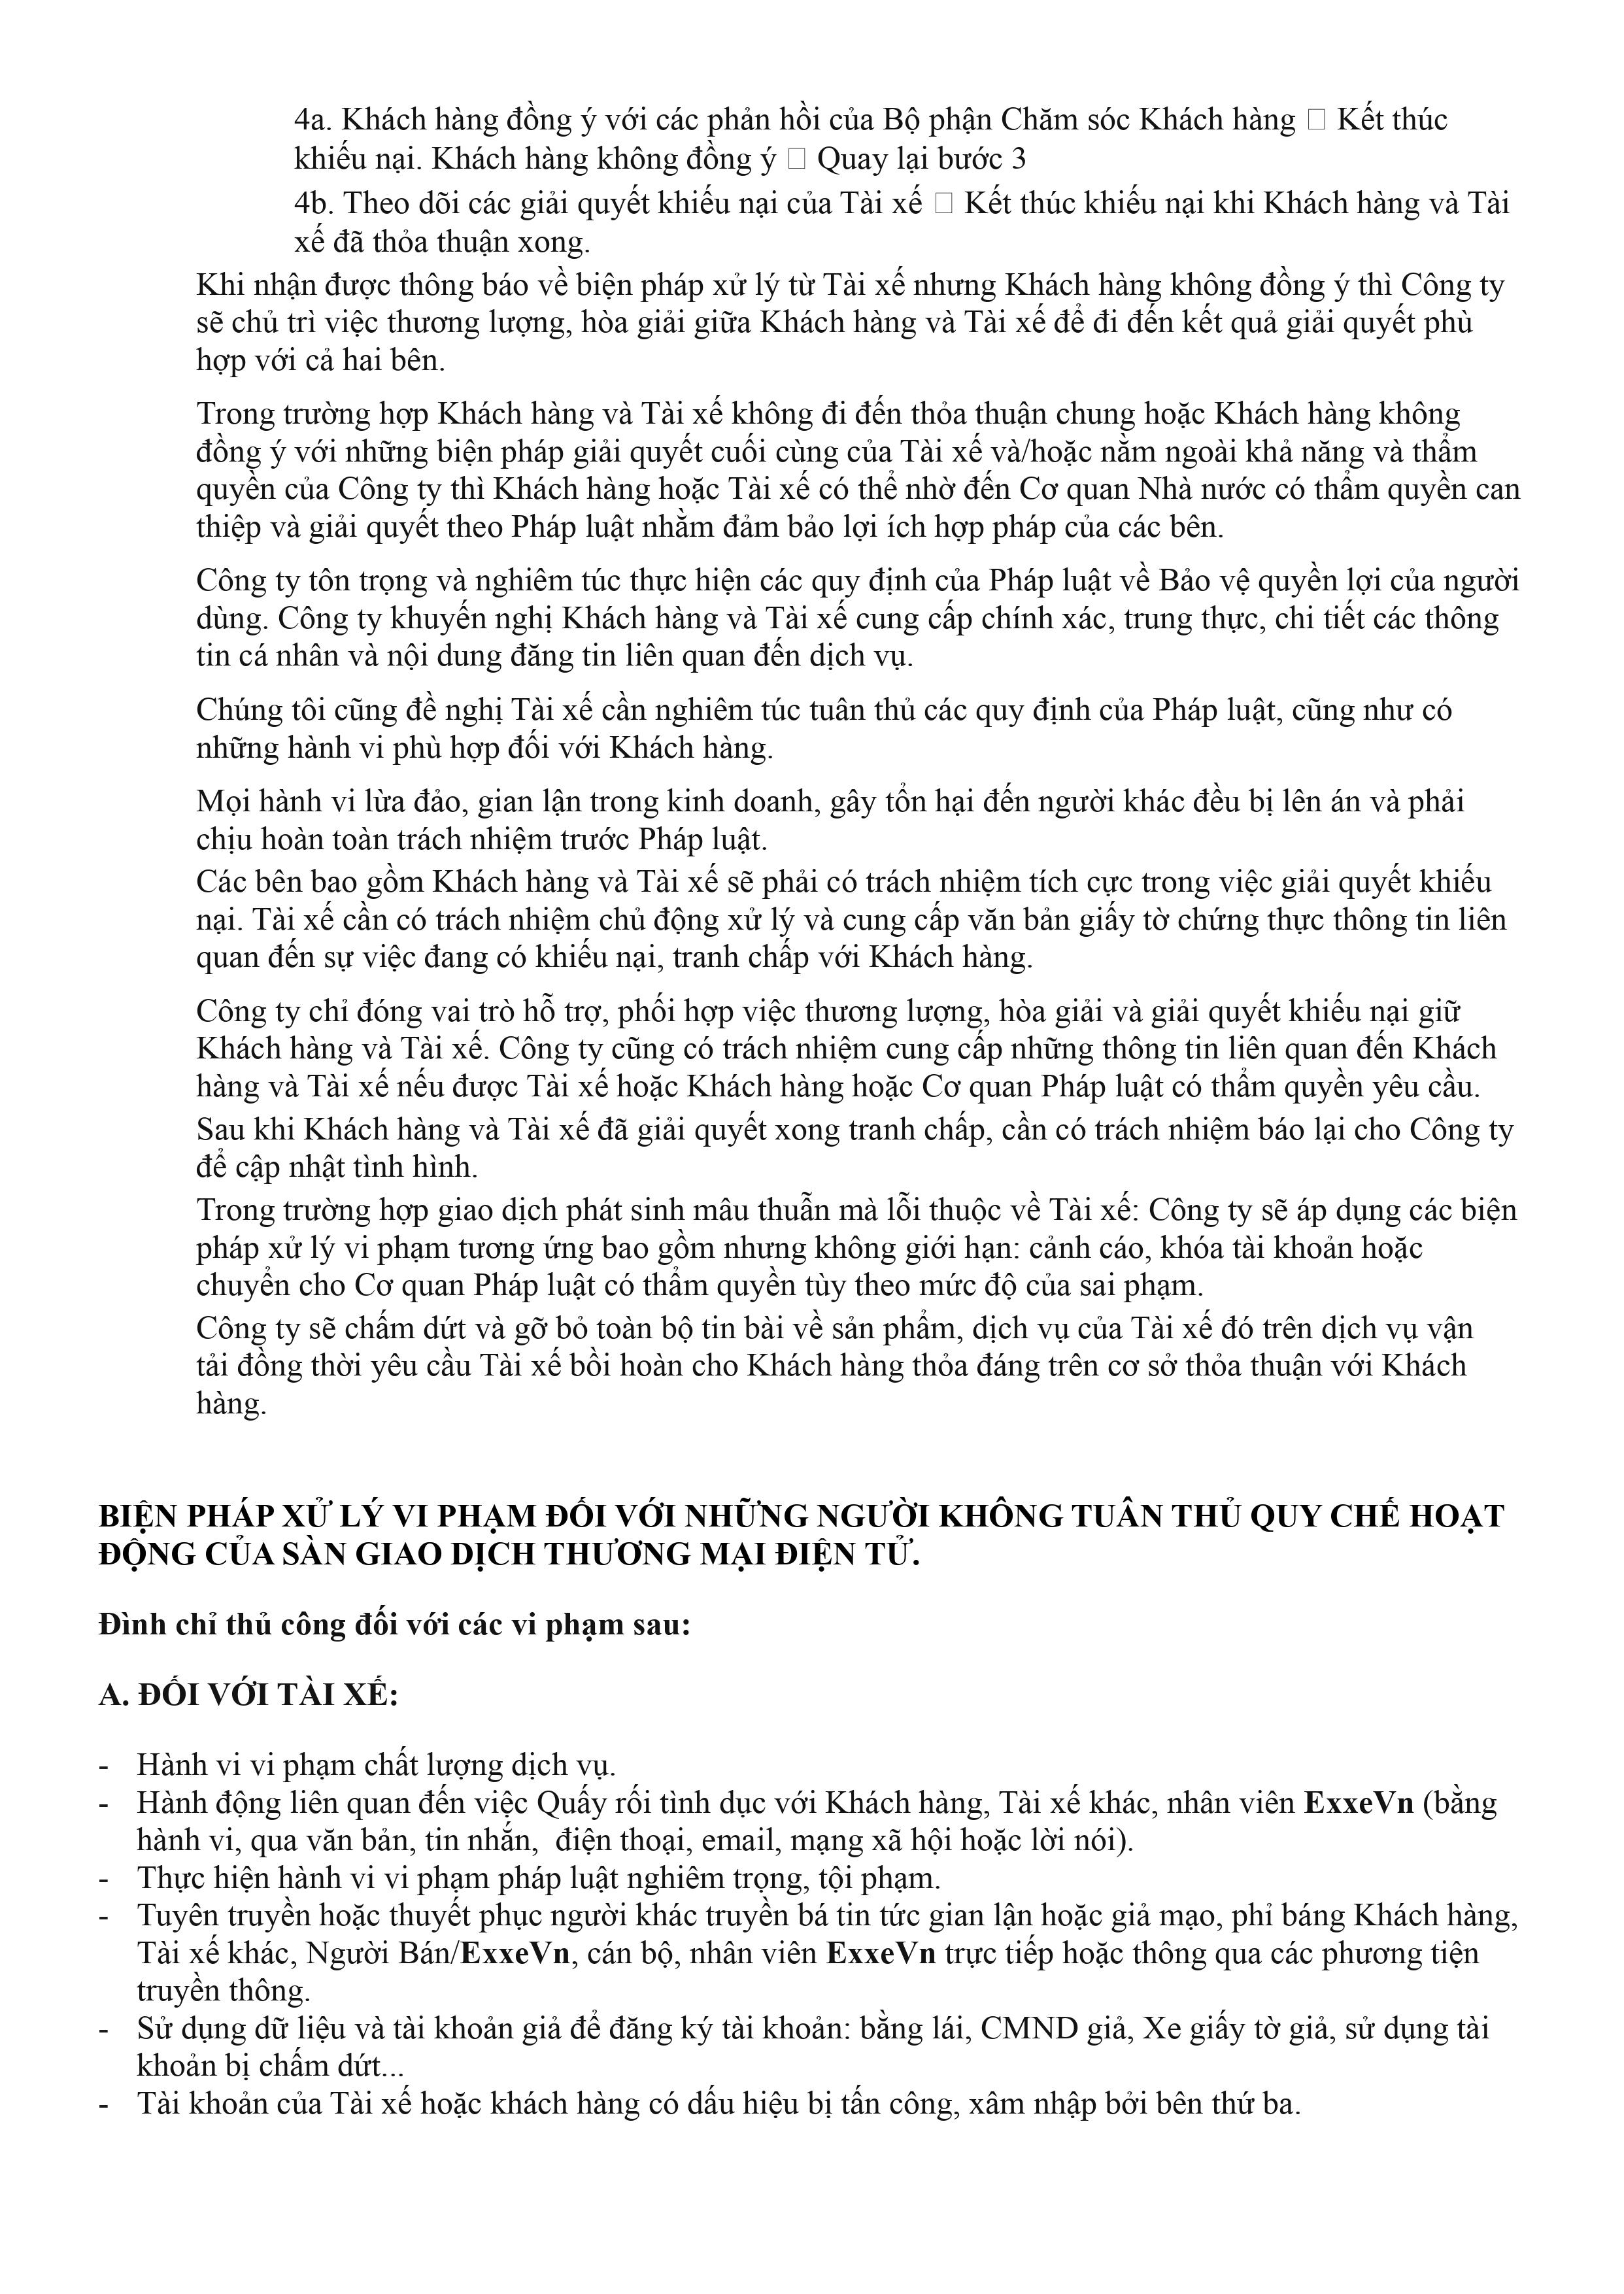 4a. Khách hàng đồng ý với các phản hồi của Bộ phận Chăm sóc Khách hàng □ Kết thúc
khiếu nại. Khách hàng không đồng ý □ Quay lại bước 3
4b. Theo dõi các giải quyết khiếu nại của Tài xế □ Kết thúc khiếu nại khi Khách hàng và Tài
xế đã thỏa thuận xong.
Khi nhận được thông báo về biện pháp xử lý từ Tài xế nhưng Khách hàng không đồng ý thì Công ty
sẽ chủ trì việc thương lượng, hòa giải giữa Khách hàng và Tài xế để đi đến kết quả giải quyết phù
hợp với cả hai bên.
Trong trường hợp Khách hàng và Tài xế không đi đến thỏa thuận chung hoặc Khách hàng không
đồng ý với những biện pháp giải quyết cuối cùng của Tài xế và/hoặc nằm ngoài khả năng và thẩm
quyền của Công ty thì Khách hàng hoặc Tài xế có thể nhờ đến Cơ quan Nhà nước có thẩm quyền can
thiệp và giải quyết theo Pháp luật nhằm đảm bảo lợi ích hợp pháp của các bên.
Công ty tôn trọng và nghiêm túc thực hiện các quy định của Pháp luật về Bảo vệ quyền lợi của người
dùng. Công ty khuyến nghị Khách hàng và Tài xế cung cấp chính xác, trung thực, chi tiết các thông
tin cá nhân và nội dung đăng tin liên quan đến dịch vụ.
Chúng tôi cũng đề nghị Tài xế cần nghiêm túc tuân thủ các quy định của Pháp luật, cũng như có
những hành vi phù hợp đối với Khách hàng.
Mọi hành vi lừa đảo, gian lận trong kinh doanh, gây tổn hại đến người khác đều bị lên án và phải
chịu hoàn toàn trách nhiệm trước Pháp luật.
Các bên bao gồm Khách hàng và Tài xế sẽ phải có trách nhiệm tích cực trong việc giải quyết khiếu
nại. Tài xế cần có trách nhiệm chủ động xử lý và cung cấp văn bản giấy tờ chứng thực thông tin liên
quan đến sự việc đang có khiếu nại, tranh chấp với Khách hàng.
Công ty chỉ đóng vai trò hỗ trợ, phối hợp việc thương lượng, hòa giải và giải quyết khiếu nại giữ
Khách hàng và Tài xế. Công ty cũng có trách nhiệm cung cấp những thông tin liên quan đến Khách
hàng và Tài xế nếu được Tài xế hoặc Khách hàng hoặc Cơ quan Pháp luật có thẩm quyền yêu cầu.
Sau khi Khách hàng và Tài xế đã giải quyết xong tranh chấp, cần có trách nhiệm báo lại cho Công ty
để cập nhật tình hình.
Trong trường hợp giao dịch phát sinh mâu thuẫn mà lỗi thuộc về Tài xế: Công ty sẽ áp dụng các biện
pháp xử lý vi phạm tương ứng bao gồm nhưng không giới hạn: cảnh cáo, khóa tài khoản hoặc
chuyển cho Cơ quan Pháp luật có thẩm quyền tùy theo mức độ của sai phạm.
Công ty sẽ chấm dứt và gỡ bỏ toàn bộ tin bài về sản phẩm, dịch vụ của Tài xế đó trên dịch vụ vận
tải đồng thời yêu cầu Tài xế bồi hoàn cho Khách hàng thỏa đáng trên cơ sở thỏa thuận với Khách
hàng.
BIỆN PHÁP XỬ LÝ VI PHẠM ĐỐI VỚI NHỮNG NGƯỜI KHÔNG TUÂN THỦ QUY CHẾ HOẠT
ĐỘNG CỦA SÀN GIAO DỊCH THƯƠNG MẠI ĐIỆN TỬ.
Đình chỉ thủ công đối với các vi phạm sau:
A. ĐỐI VỚI TÀI XẾ:
- Hành vi vi phạm chất lượng dịch vụ.
- Hành động liên quan đến việc Quấy rối tình dục với Khách hàng, Tài xế khác, nhân viên ExxeVn (bằng
hành vi, qua văn bản, tin nhắn, điện thoại, email, mạng xã hội hoặc lời nói).
- Thực hiện hành vi vi phạm pháp luật nghiêm trọng, tội phạm.
- Tuyên truyền hoặc thuyết phục người khác truyền bá tin tức gian lận hoặc giả mạo, phỉ báng Khách hàng,
Tài xế khác, Người Bán/ExxeVn, cán bộ, nhân viên ExxeVn trực tiếp hoặc thông qua các phương tiện
truyền thông.
- Sử dụng dữ liệu và tài khoản giả để đăng ký tài khoản: bằng lái, CMND giả, Xe giấy tờ giả, sử dụng tài
khoản bị chấm dứt...
- Tài khoản của Tài xế hoặc khách hàng có dấu hiệu bị tấn công, xâm nhập bởi bên thứ ba.